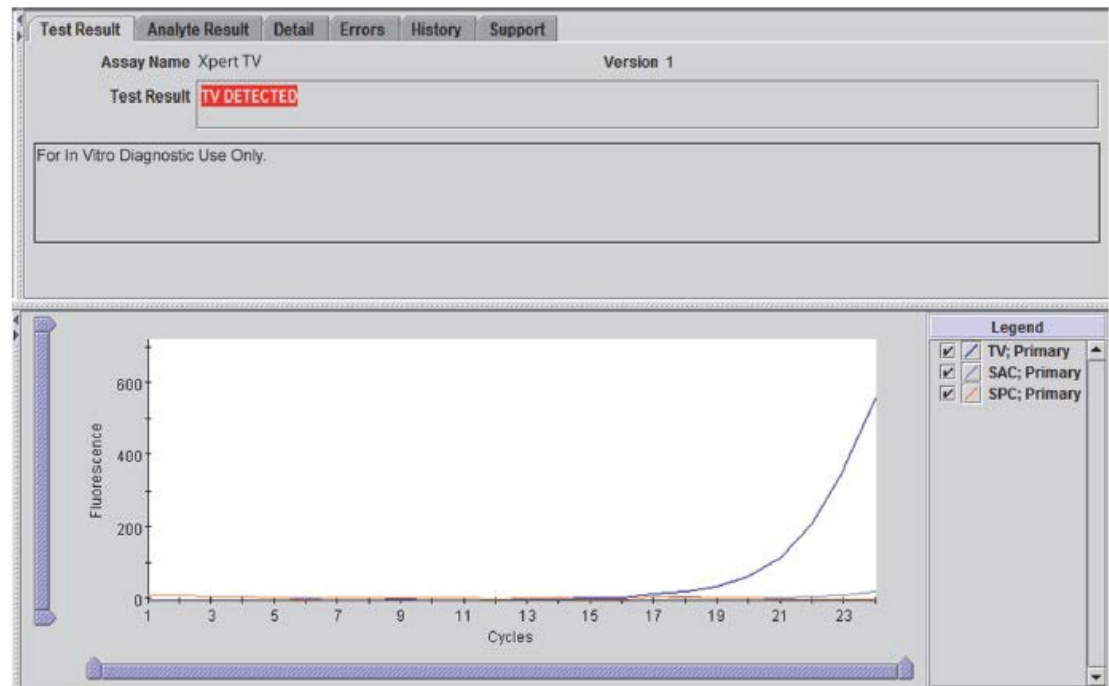 Test Result Analyte Result Detail Errors History Support
Assay Name Xpert TV Version 1
Test Result TV DETECTED
For In Vitro Diagnostic Use Only.
Legend
TV; Primary
SAC; Primary
SPC; Primary
Fluorescence
600
400
200
0
1 3 5 7 9 11 13 15 17 19 21 23
Cycles